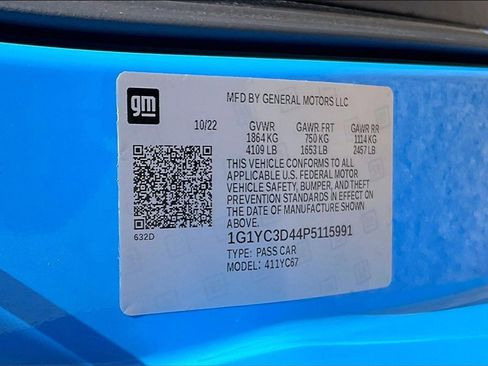 gm
MFD BY GENERAL MOTORS LLC
10/22 GVWR GAWR FRT GAWR RR
1864 KG 750 KG 1114 KG
4109 LB 1653 LB 2457 LB
THIS VEHICLE CONFORMS TO ALL
APPLICABLE U.S. FEDERAL MOTOR
VEHICLE SAFETY, BUMPER, AND THEFT
PREVENTION STANDARDS IN EFFECT ON
THE DATE OF MANUFACTURE SHOWN
ABOVE.
632D
1G1YC3D44P5115991
TYPE: PASS CAR
MODEL: 411YC67